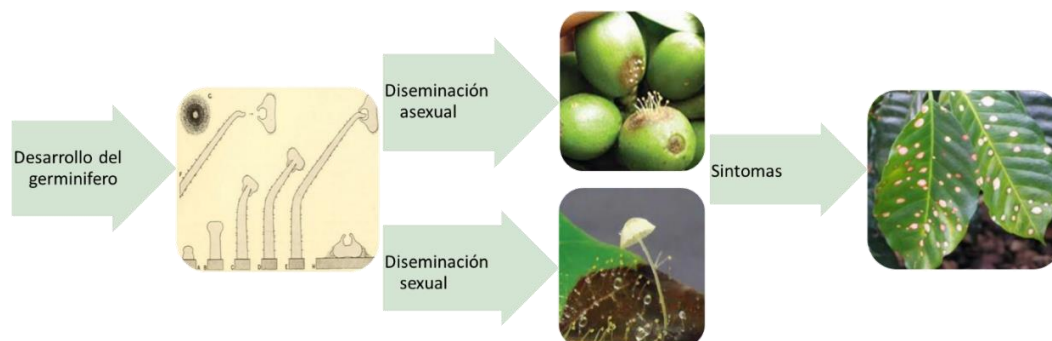 Desarrollo del
germinifero
Diseminación
asexual
Diseminación
sexual
Sintomas
G
F
A
B
C
D
E
H